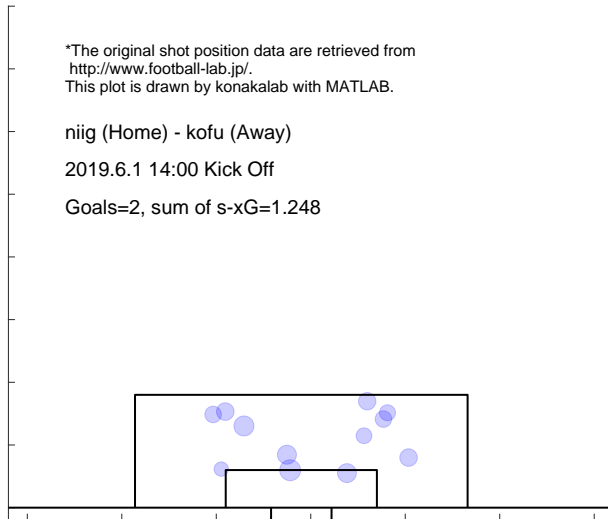 *The original shot position data are retrieved from
http://www.football-lab.jp/.
This plot is drawn by konakalab with MATLAB.
niig (Home) - kofu (Away)
2019.6.1 14:00 Kick Off
Goals=2, sum of s-xG=1.248